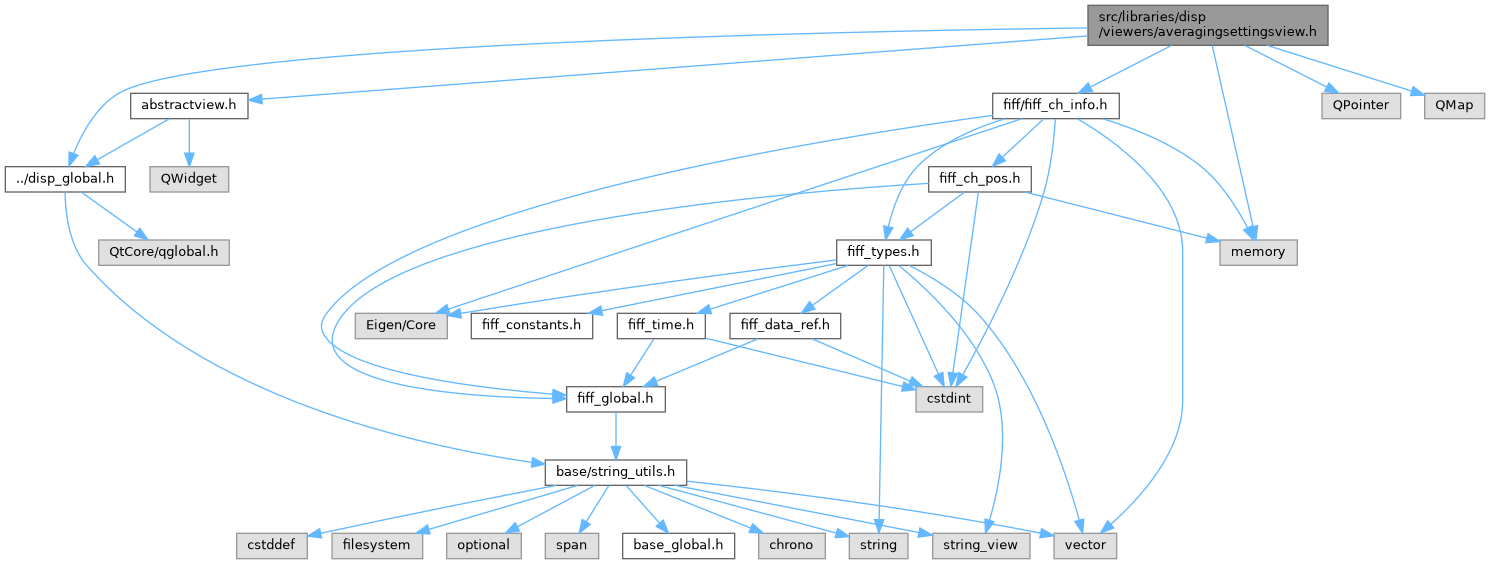 src/libraries/disp
/viewers/averagingsettingsview.h
abstractview.h
fiff/fiff_ch_info.h
QPointer
QMap
../disp_global.h
QWidget
fiff_ch_pos.h
QtCore/qglobal.h
fiff_types.h
memory
Eigen/Core
fiff_constants.h
fiff_time.h
fiff_data_ref.h
fiff_global.h
cstdint
base/string_utils.h
cstddef
filesystem
optional
span
base_global.h
chrono
string
string_view
vector